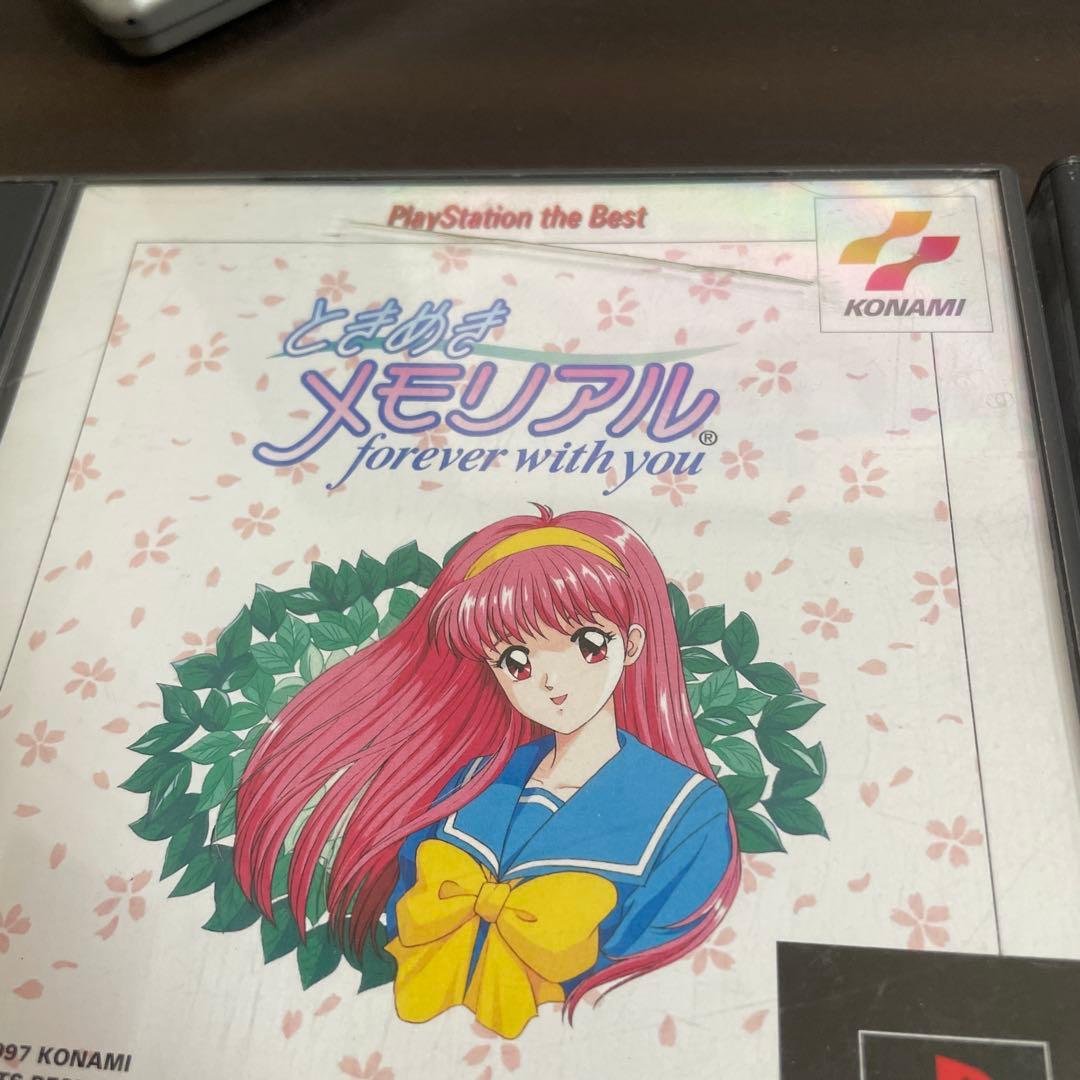 PlayStation the Best
KONAMI
ときめき
メモリアル®
forever with you
997 KONAMI